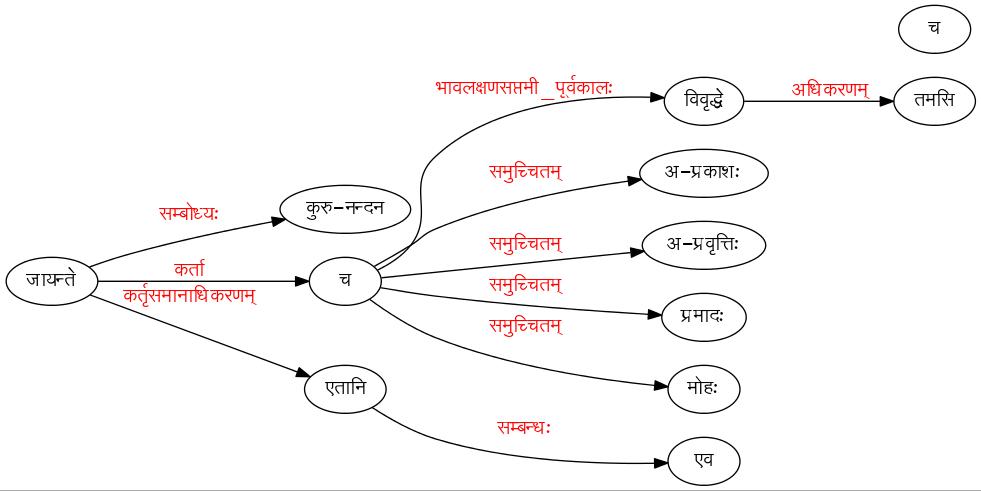 च
भावलक्षणसप्तमी_पूर्वकालः
विवृद्धे
अधिकरणम्
तमसि
समुच्चितम्
अ-प्रकाशः
सम्बोध्यः
कुरु-नन्दन
समुच्चितम्
अ-प्रवृत्तिः
जायन्ते
कर्ता
च
समुच्चितम्
कर्तृसमानाधिकरणम्
प्रमादः
समुच्चितम्
एतानि
मोहः
सम्बन्धः
एव